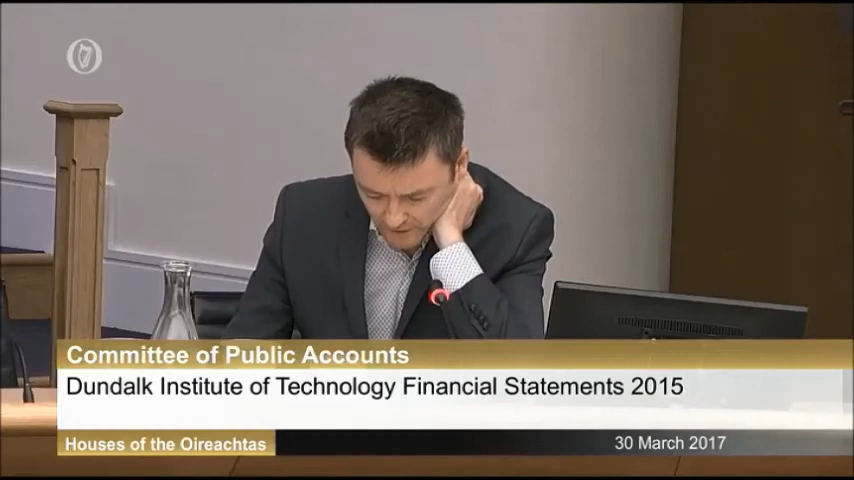 Committee of Public Accounts
Dundalk Institute of Technology Financial Statements 2015
Houses of the Oireachtas
30 March 2017